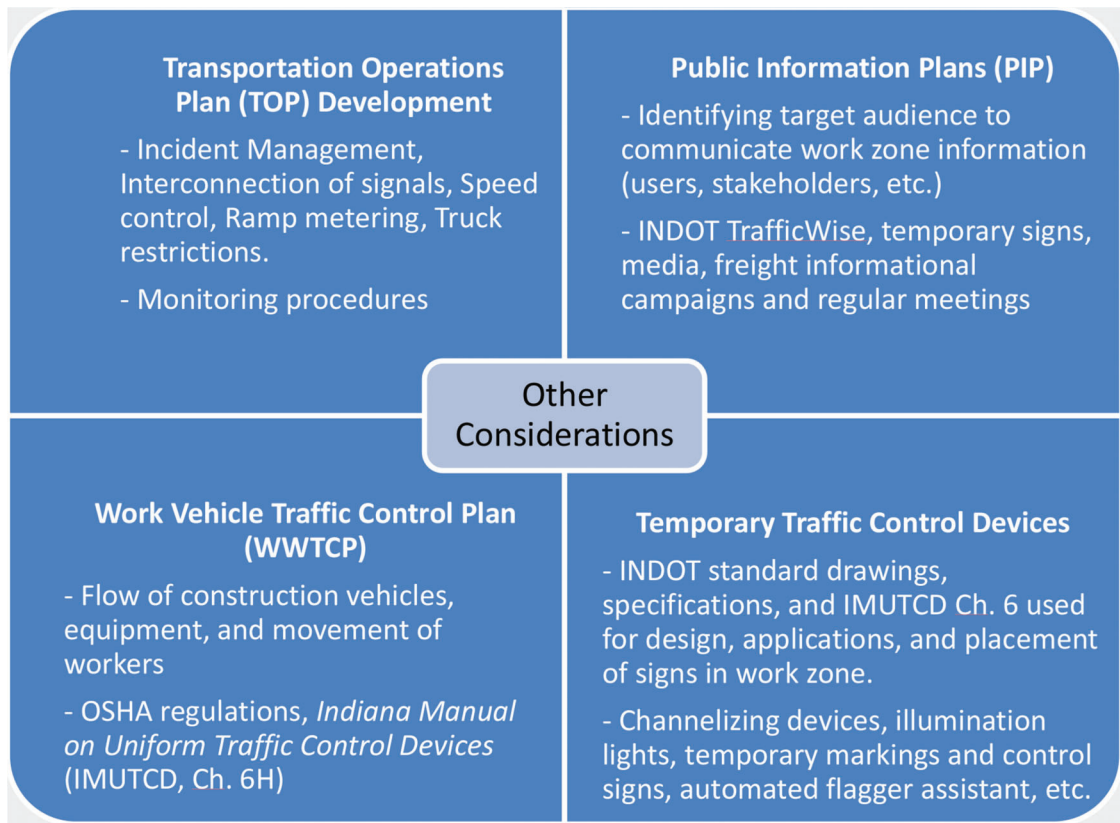 Transportation Operations
Plan (TOP) Development
- Incident Management,
Interconnection of signals, Speed
control, Ramp metering, Truck
restrictions.
- Monitoring procedures
Public Information Plans (PIP)
- Identifying target audience to
communicate work zone information
(users, stakeholders, etc.)
- INDOT TrafficWise, temporary signs,
media, freight informational
campaigns and regular meetings
Other
Considerations
Work Vehicle Traffic Control Plan
(WWTCP)
- Flow of construction vehicles,
equipment, and movement of
workers
- OSHA regulations, Indiana Manual
on Uniform Traffic Control Devices
(IMUTCD, Ch. 6H)
Temporary Traffic Control Devices
- INDOT standard drawings,
specifications, and IMUTCD Ch. 6 used
for design, applications, and placement
of signs in work zone.
- Channelizing devices, illumination
lights, temporary markings and control
signs, automated flagger assistant, etc.